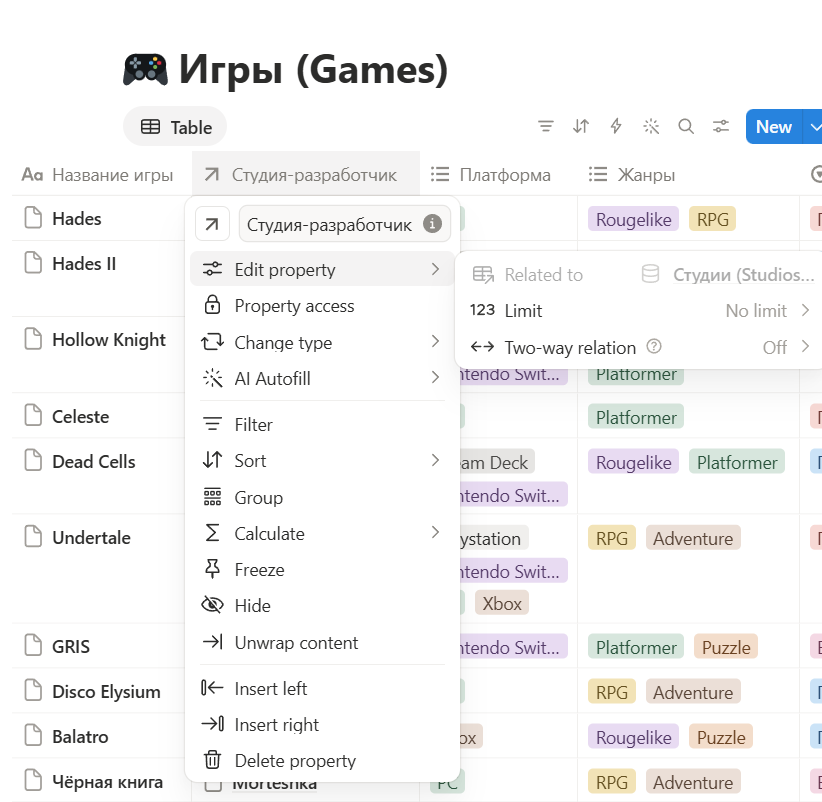 Игры (Games)
Table
New
Aa Название игры
Студия-разработчик
Платформа
Жанры
Hades
Rougelike RPG
Студия-разработчик
Hades II
Edit property
Related to Студии (Studios...
Property access
123 Limit No limit
Hollow Knight
Change type
Two-way relation Off
AI Autofill
Platformer
Celeste
Platformer
Filter
Dead Cells
Sort
Rougelike Platformer
Group
Undertale
Calculate
RPG Adventure
Freeze
Hide
Xbox
GRIS
Unwrap content
Platformer Puzzle
Disco Elysium
Insert left
RPG Adventure
Balatro
Insert right
Rougelike Puzzle
Delete property
Чёрная книга
Morteshka
PC
RPG Adventure